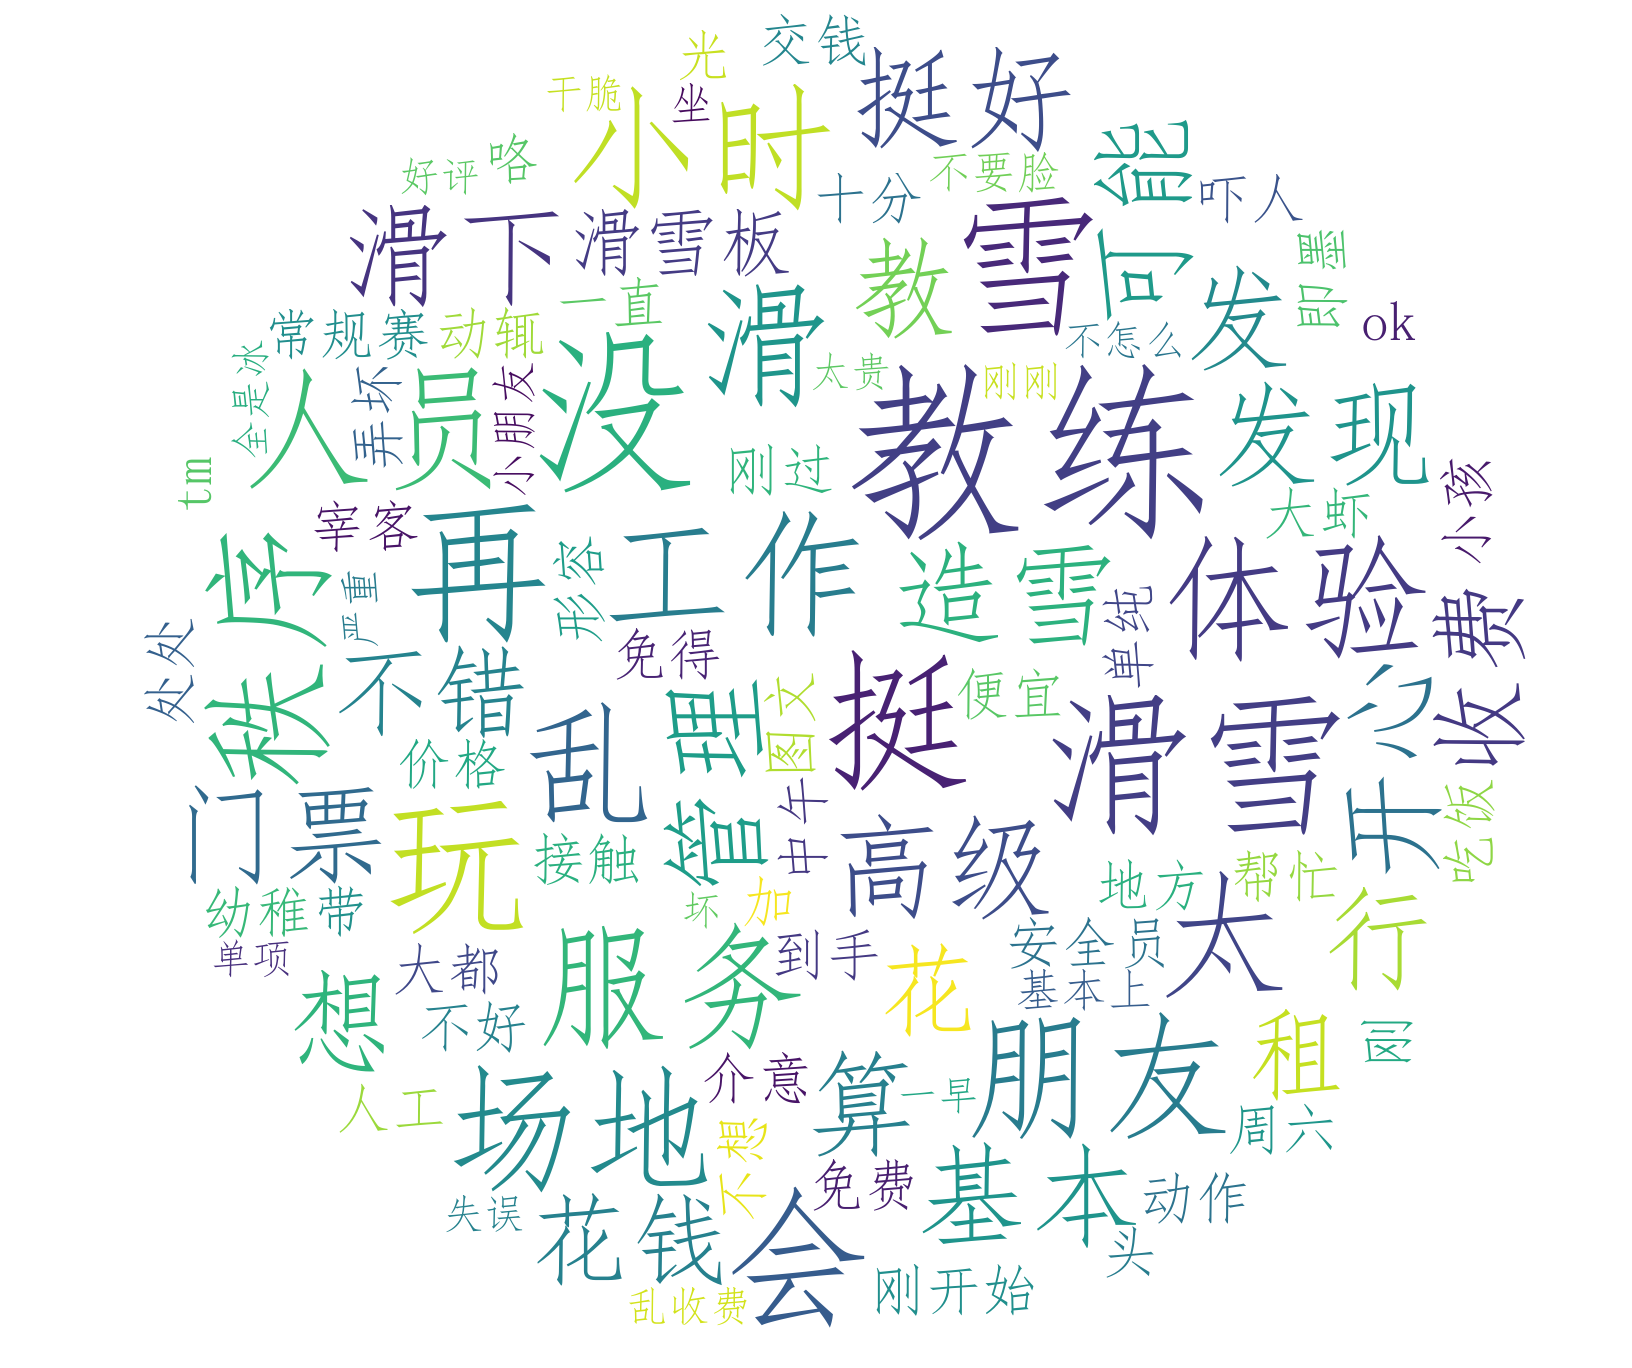 光
交钱
干脆
坐
小时
挺好
好评
咯
十分
不要脸
可能
吓人
滑下
滑雪板
教
雪
即墨
一直
滑
发
ok
常规赛
动辄
没
太贵
不怎么
全是冰
人员
弄坏
小朋友
教练
刚刚
发现
tm
刚过
大虾
小孩
宰客
再
工作
造雪
体验
秩序
严重
形容
免得
单纯
收费
处处
不错
管理
图文
挺
便宜
滑雪
开心
乱
价格
门票
玩
接触
中午
高级
吃饭
幼稚
带
坏
加
地方
帮忙
单项
大都
服务
到手
花
安全员
太
行
想
不好
基本上
人工
场地
介意
算
一早
朋友
租
刚
周六
不想
免费
基本
动作
失误
花钱
会
头
乱收费
刚开始